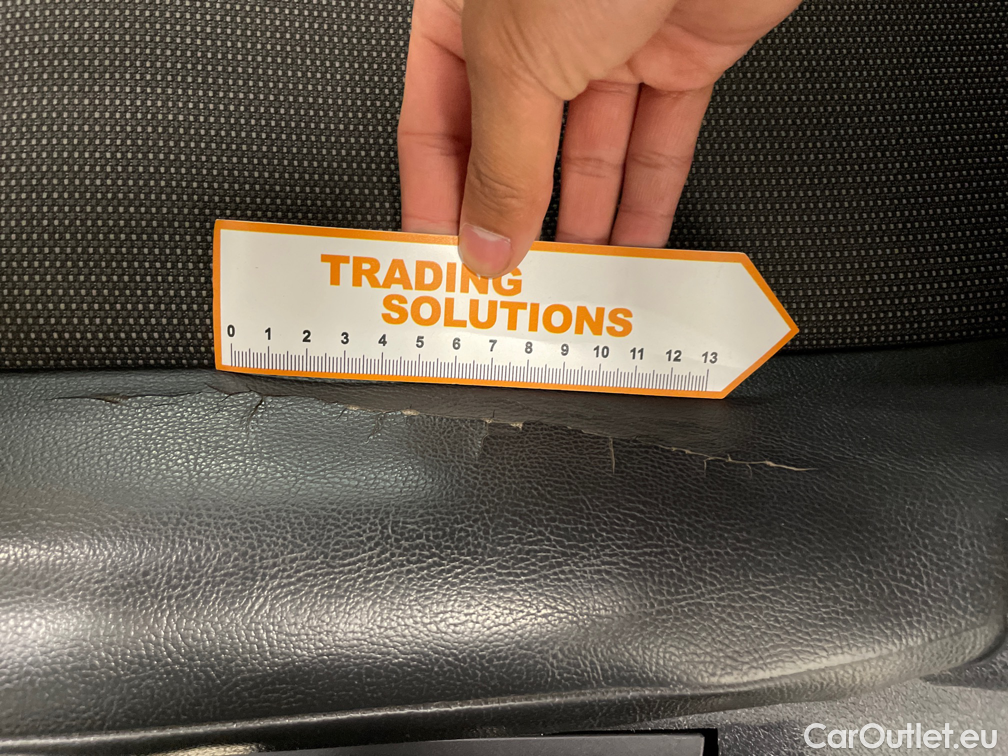 TRADING
SOLUTIONS
0 1 2 3 4 5 6 7 8 9 10 11 12 13
CarOutlet.eu